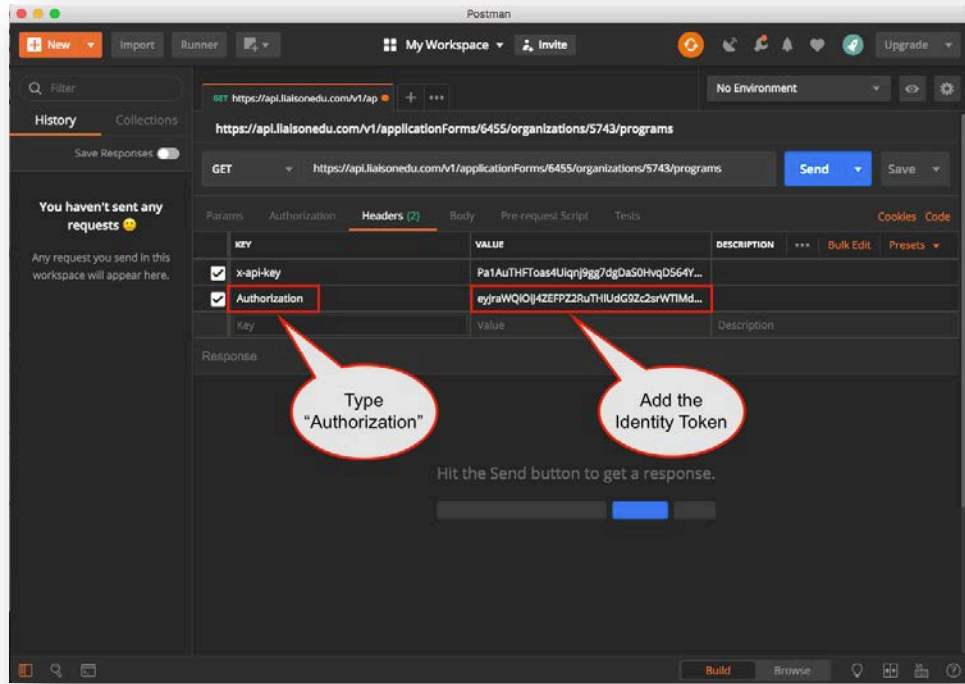 Postman
New Import Runner My Workspace Invite Upgrade
Filter
GET https://api.liaisonedu.com/v1/ap
No Environment
History Collections
https://api.liaisonedu.com/v1/applicationForms/6455/organizations/5743/programs
Save Responses
GET https://api.liaisonedu.com/v1/applicationForms/6455/organizations/5743/programs Send Save
You haven't sent any
requests
Any request you send in this
workspace will appear here.
Params Authorization Headers (2) Body Pre-request Script Tests Cookies Code
KEY VALUE DESCRIPTION Bulk Edit Presets
x-api-key
Authorization
Key Value Description
Response
Type
“Authorization”
Add the
Identity Token
Hit the Send button to get a response.
Build Browse